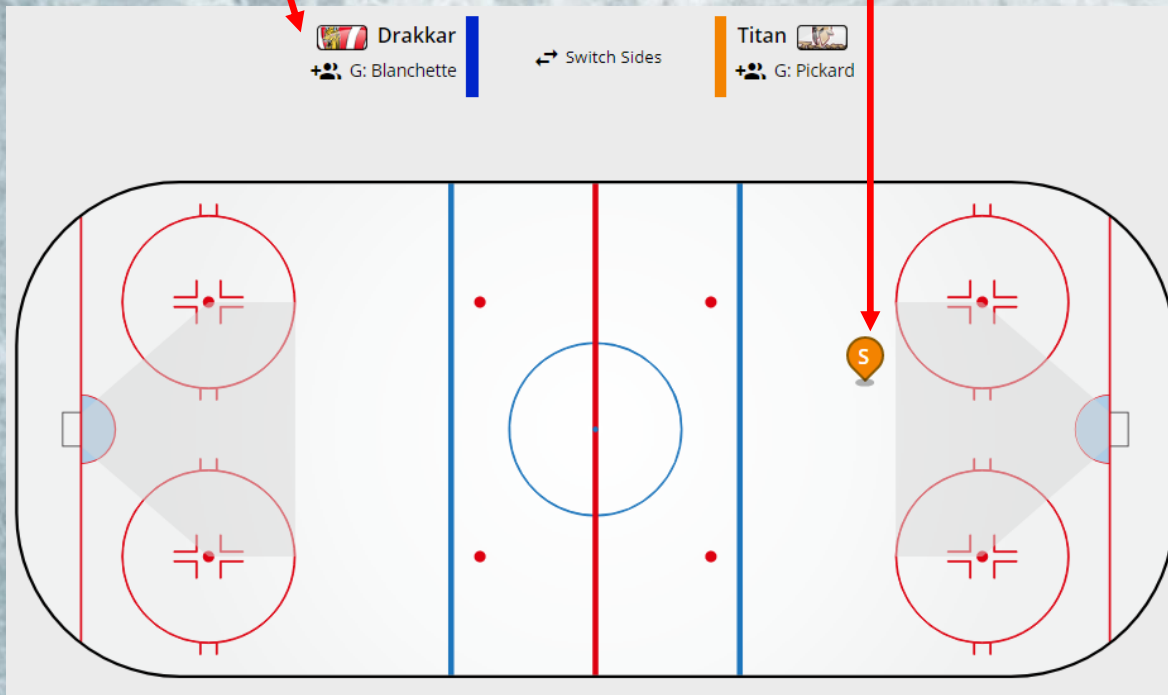 Drakkar
G: Blanchette
Switch Sides
Titan
G: Pickard
S